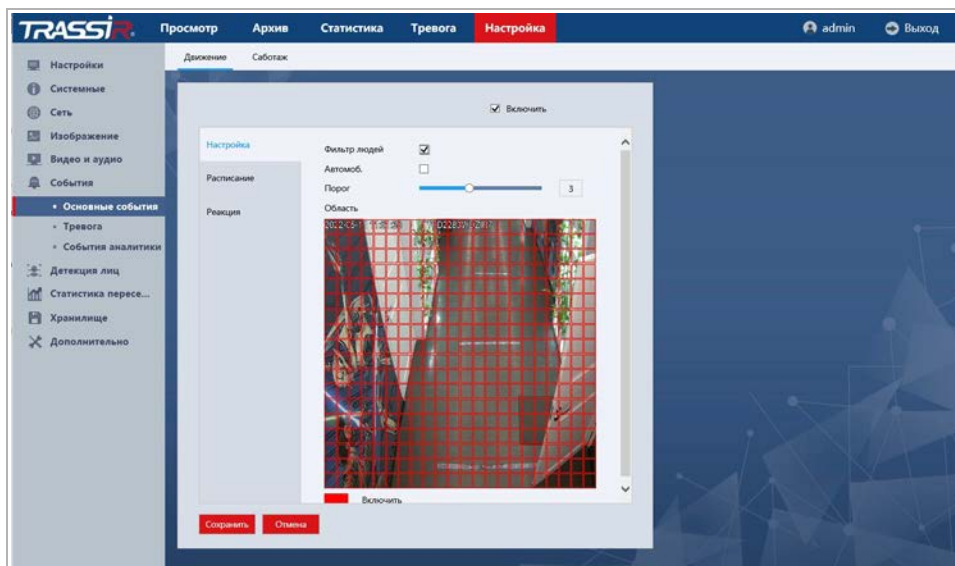 TRASSIR Просмотр Архив Статистика Тревога Настройка admin Выход
Движение Саботаж
Настройки
Системные
Сеть
Изображение
Видео и аудио
События
Основные события
Тревога
События аналитики
Детекция лиц
Статистика пересе...
Хранилище
Дополнительно
Включить
Настройка
Расписание
Реакция
Фильтр людей
Автомоб.
Порог 3
Область
Включить
Сохранить Отмена